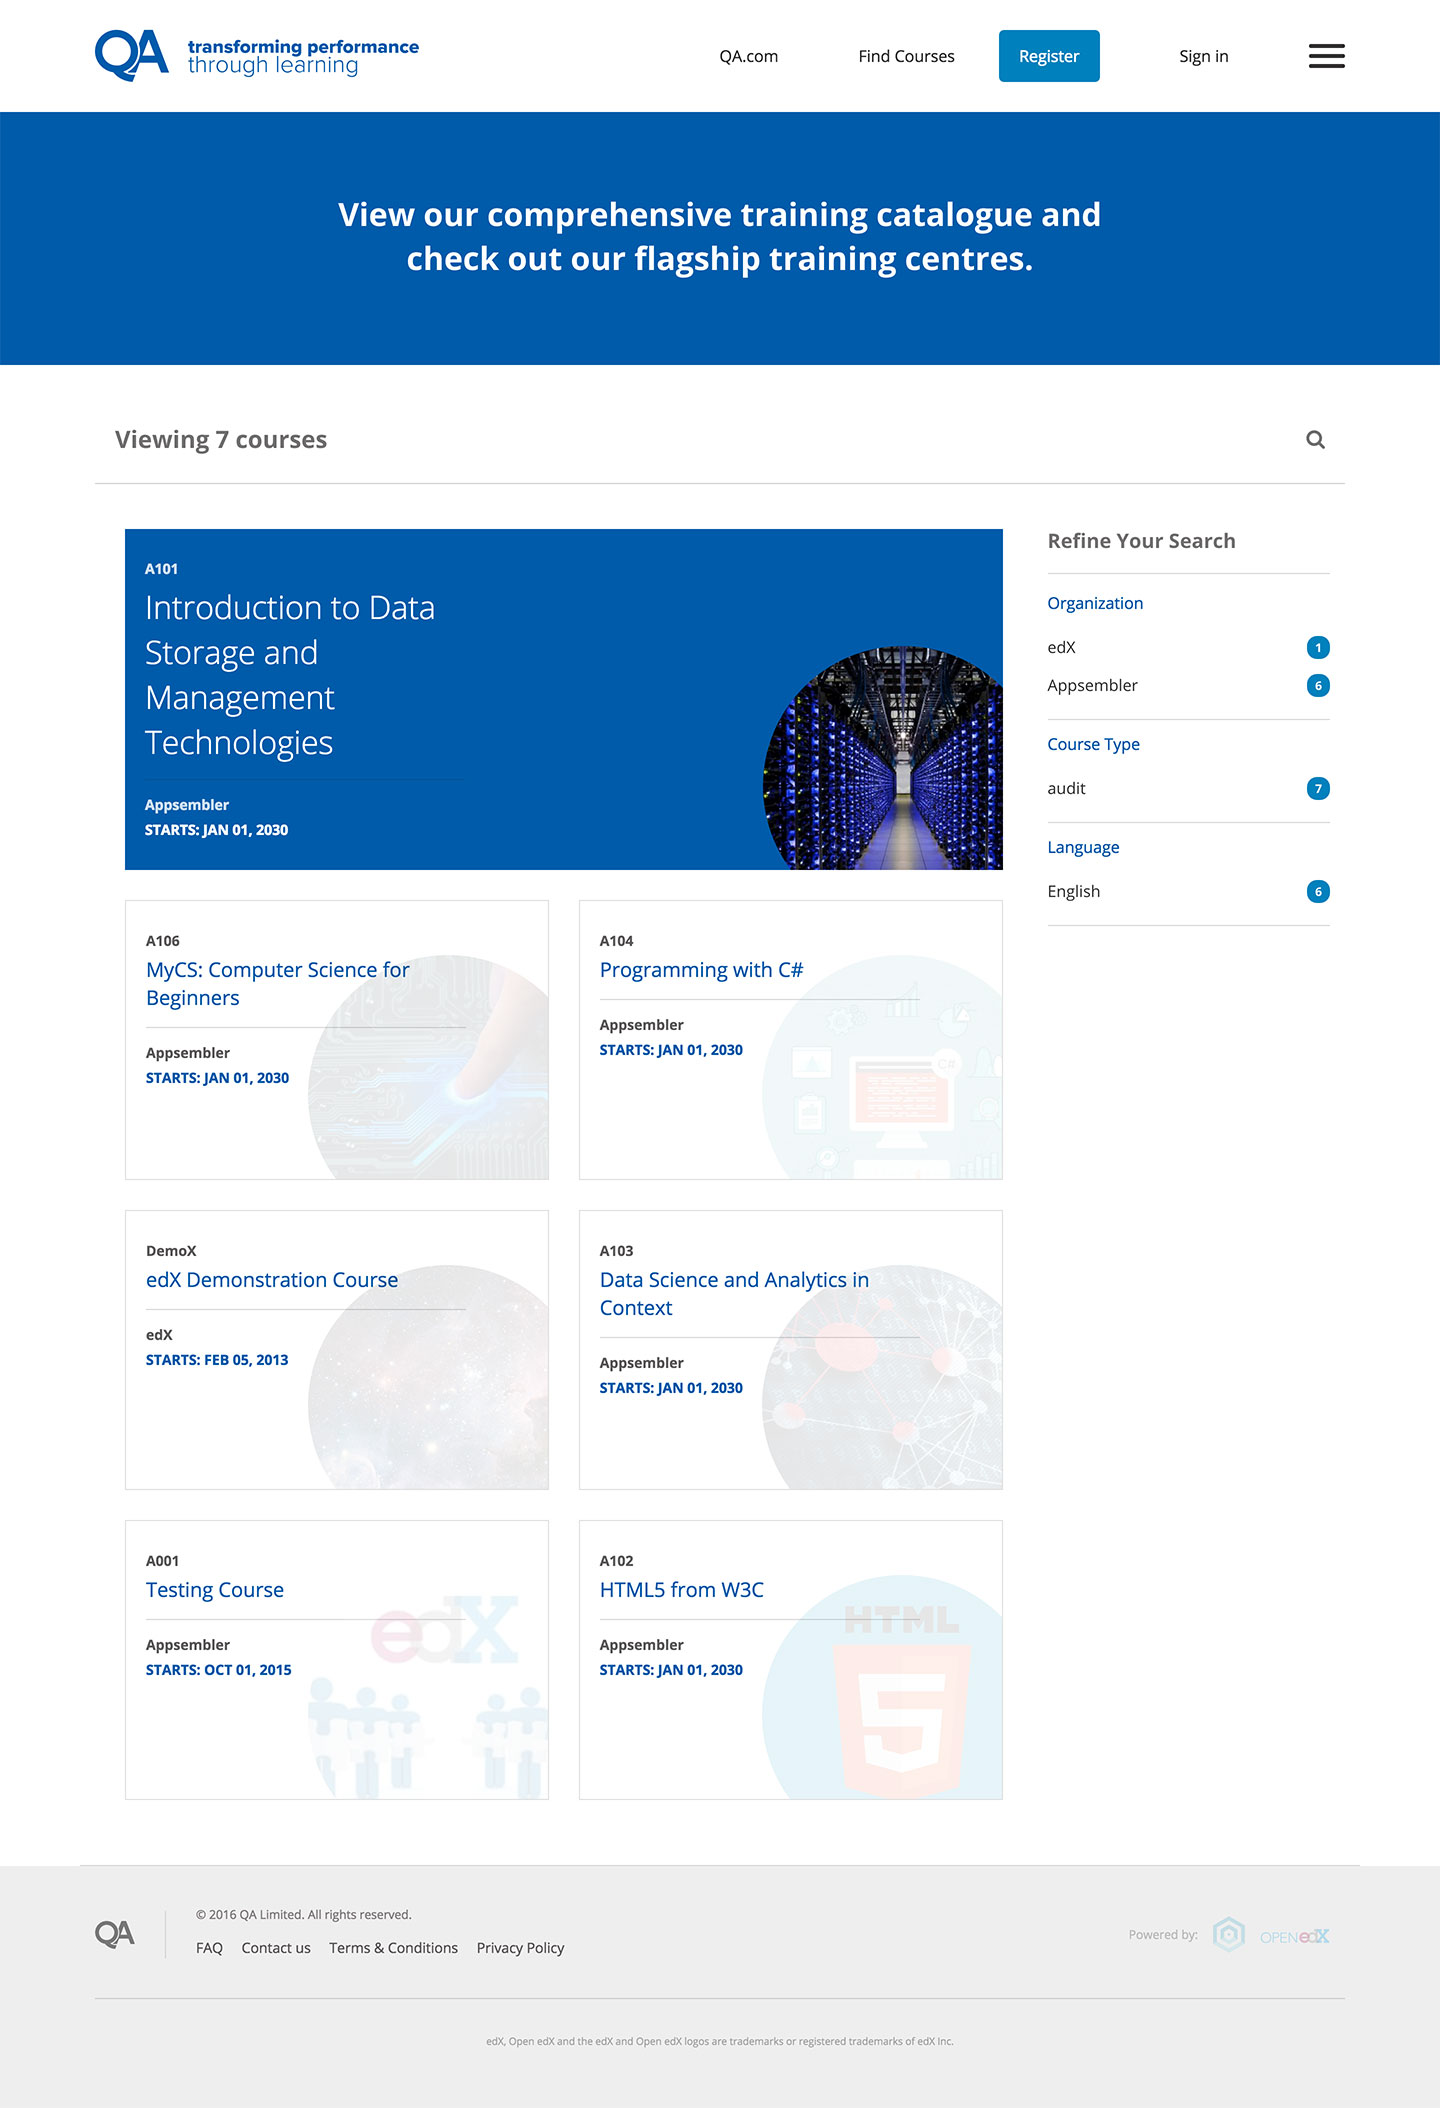 QA transforming performance
through learning
QA.com
Find Courses
Register
Sign in
View our comprehensive training catalogue and
check out our flagship training centres.
Viewing 7 courses
A101
Introduction to Data
Storage and
Management
Technologies
Appsembler
STARTS: JAN 01, 2030
Refine Your Search
Organization
edX 1
Appsembler 6
Course Type
audit 7
Language
English 6
A106
MyCS: Computer Science for
Beginners
Appsembler
STARTS: JAN 01, 2030
A104
Programming with C#
Appsembler
STARTS: JAN 01, 2030
C#
DemoX
edX Demonstration Course
edX
STARTS: FEB 05, 2013
A103
Data Science and Analytics in
Context
Appsembler
STARTS: JAN 01, 2030
A001
Testing Course
Appsembler
STARTS: OCT 01, 2015
edX
A102
HTML5 from W3C
Appsembler
STARTS: JAN 01, 2030
HTML
5
QA
© 2016 QA Limited. All rights reserved.
FAQ Contact us Terms & Conditions Privacy Policy
Powered by:
OPEN edX
edX, Open edX and the edX and Open edX logos are trademarks or registered trademarks of edX Inc.